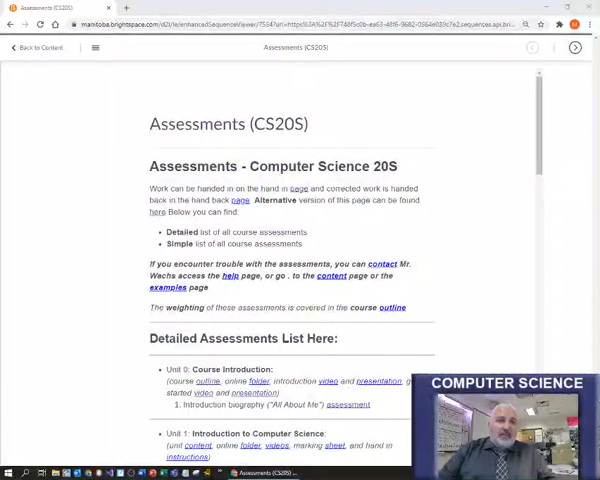 Assessments (CS20S)
Back to Content
Assessments (CS20S)
Assessments (CS20S)
Assessments - Computer Science 20S
Work can be handed in on the hand in page and corrected work is handed
back in the hand back page. Alternative version of this page can be found
here Below you can find:
Detailed list of all course assessments
Simple list of all course assessments
If you encounter trouble with the assessments, you can contact Mr.
Wachs access the help page, or go . to the content page or the
examples page
The weighting of these assessments is covered in the course outline
Detailed Assessments List Here:
Unit 0: Course Introduction:
(course outline, online folder, introduction video and presentation, g
started video and presentation)
1. Introduction biography ("All About Me") assessment
COMPUTER SCIENCE
Unit 1: Introduction to Computer Science:
(unit content, online folder, videos, marking sheet, and hand in
instructions)
Assessments (CS20S) ...